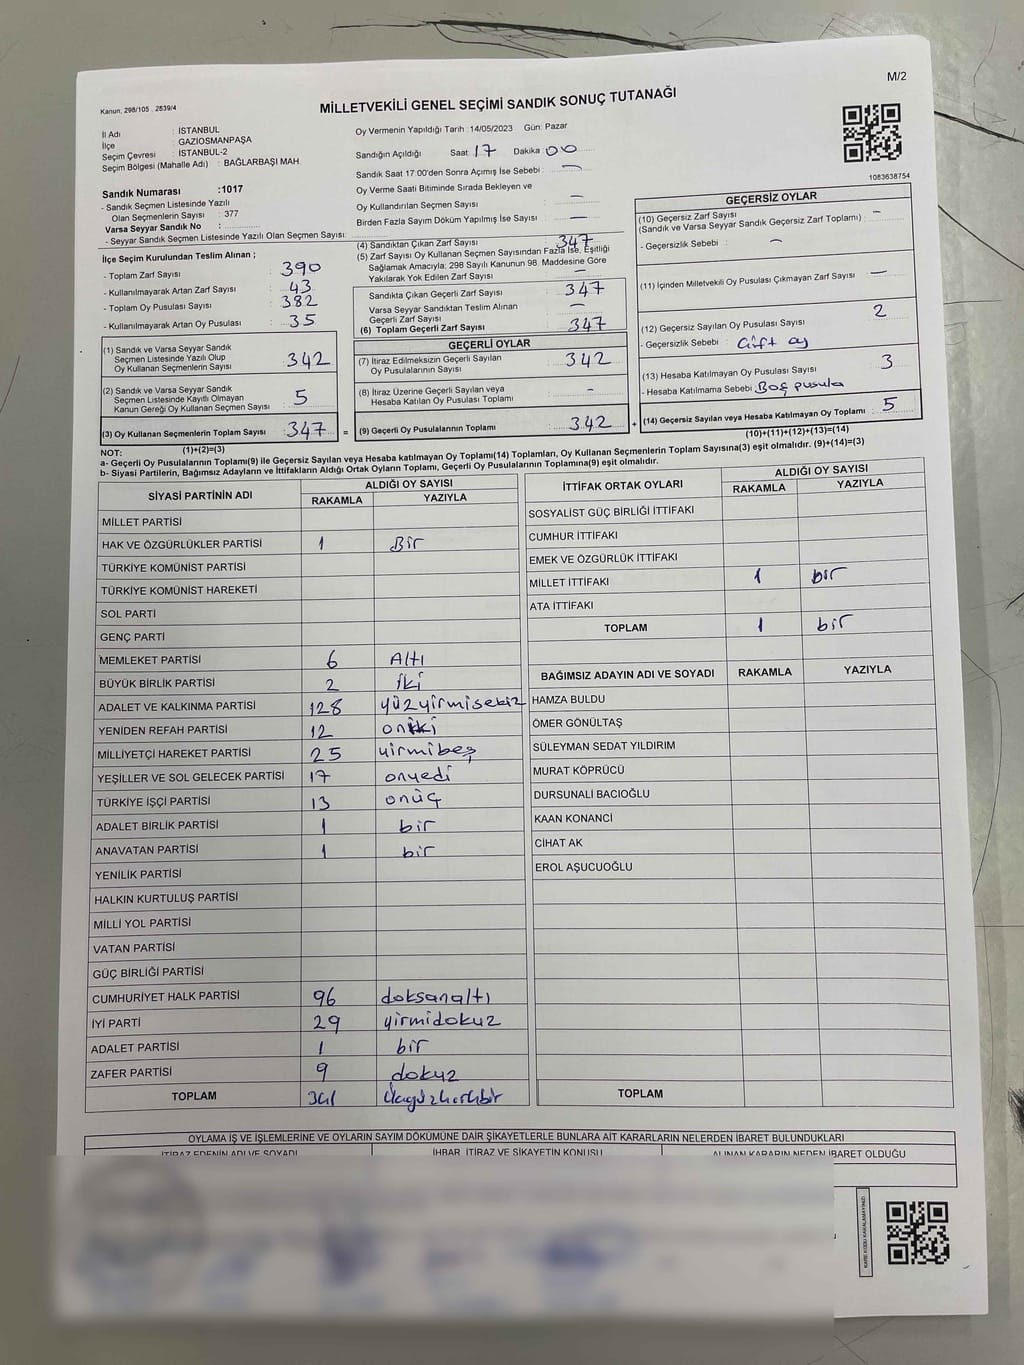 M/2
Kanun, 298/105 , 2839/4
MİLLETVEKİLİ GENEL SEÇİMİ SANDIK SONUÇ TUTANAĞI
İl Adı : İSTANBUL
İlçe : GAZİOSMANPAŞA
Seçim Çevresi : İSTANBUL-2
Seçim Bölgesi (Mahalle Adı) : BAĞLARBAŞI MAH.
Sandık Numarası :1017
- Sandık Seçmen Listesinde Yazılı
Olan Seçmenlerin Sayısı : 377
Varsa Seyyar Sandık No :
- Seyyar Sandık Seçmen Listesinde Yazılı Olan Seçmen Sayısı:
İlçe Seçim Kurulundan Teslim Alınan ;
- Toplam Zarf Sayısı : 390
- Kullanılmayarak Artan Zarf Sayısı : 43
- Toplam Oy Pusulası Sayısı : 382
- Kullanılmayarak Artan Oy Pusulası : 35
(1) Sandık ve Varsa Seyyar Sandık
Seçmen Listesinde Yazılı Olup
Oy Kullanan Seçmenlerin Sayısı : 342
(2) Sandık ve Varsa Seyyar Sandık
Seçmen Listesinde Kayıtlı Olmayan
Kanun Gereği Oy Kullanan Seçmen Sayısı : 5
(3) Oy Kullanan Seçmenlerin Toplam Sayısı : 347 =
(1)+(2)=(3)
Oy Vermenin Yapıldığı Tarih : 14/05/2023 Gün: Pazar
Sandığın Açıldığı Saat : 17 Dakika : 00
Sandık Saat 17:00'den Sonra Açımış İse Sebebi : —
Oy Verme Saati Bitiminde Sırada Bekleyen ve
Oy Kullandırılan Seçmen Sayısı : —
Birden Fazla Sayım Döküm Yapılmış İse Sayısı : —
(4) Sandıktan Çıkan Zarf Sayısı : 347
(5) Zarf Sayısı Oy Kullanan Seçmen Sayısından Fazla İse, Eşitliği
Sağlamak Amacıyla; 298 Sayılı Kanunun 98. Maddesine Göre
Yakılarak Yok Edilen Zarf Sayısı : —
Sandıkta Çıkan Geçerli Zarf Sayısı : 347
Varsa Seyyar Sandıktan Teslim Alınan
Geçerli Zarf Sayısı : —
(6) Toplam Geçerli Zarf Sayısı : 347
GEÇERLİ OYLAR
(7) İtiraz Edilmeksizin Geçerli Sayılan
Oy Pusulalarının Sayısı : 342
(8) İtiraz Üzerine Geçerli Sayılan veya
Hesaba Katılan Oy Pusulası Toplamı : -
(9) Geçerli Oy Pusulalarının Toplamı : 342 +
1083638754
GEÇERSİZ OYLAR
(10) Geçersiz Zarf Sayısı
(Sandık ve Varsa Seyyar Sandık Geçersiz Zarf Toplamı) : -
- Geçersizlik Sebebi : —
(11) İçinden Milletvekili Oy Pusulası Çıkmayan Zarf Sayısı : —
(12) Geçersiz Sayılan Oy Pusulası Sayısı : 2
- Geçersizlik Sebebi : Çift oy
(13) Hesaba Katılmayan Oy Pusulası Sayısı : 3
- Hesaba Katılmama Sebebi : Boş pusula
(14) Geçersiz Sayılan veya Hesaba Katılmayan Oy Toplamı : 5
(10)+(11)+(12)+(13)=(14)
NOT:
a- Geçerli Oy Pusulalarının Toplamı(9) ile Geçersiz Sayılan veya Hesaba katılmayan Oy Toplamı(14) Toplamları, Oy Kullanan Seçmenlerin Toplam Sayısına(3) eşit olmalıdır. (9)+(14)=(3)
b- Siyasi Partilerin, Bağımsız Adayların ve İttifakların Aldığı Ortak Oyların Toplamı, Geçerli Oy Pusulalarının Toplamına(9) eşit olmalıdır.
SİYASİ PARTİNİN ADI ALDIĞI OY SAYISI
RAKAMLA YAZIYLA
MİLLET PARTİSİ
HAK VE ÖZGÜRLÜKLER PARTİSİ 1 Bir
TÜRKİYE KOMÜNİST PARTİSİ
TÜRKİYE KOMÜNİST HAREKETİ
SOL PARTİ
GENÇ PARTİ
MEMLEKET PARTİSİ 6 Altı
BÜYÜK BİRLİK PARTİSİ 2 iki
ADALET VE KALKINMA PARTİSİ 128 yüzyirmisekiz
YENİDEN REFAH PARTİSİ 12 oniki
MİLLİYETÇİ HAREKET PARTİSİ 25 yirmibeş
YEŞİLLER VE SOL GELECEK PARTİSİ 17 onyedi
TÜRKİYE İŞÇİ PARTİSİ 13 onüç
ADALET BİRLİK PARTİSİ 1 bir
ANAVATAN PARTİSİ 1 bir
YENİLİK PARTİSİ
HALKIN KURTULUŞ PARTİSİ
MİLLİ YOL PARTİSİ
VATAN PARTİSİ
GÜÇ BİRLİĞİ PARTİSİ
CUMHURİYET HALK PARTİSİ 96 doksanaltı
İYİ PARTİ 29 yirmidokuz
ADALET PARTİSİ 1 bir
ZAFER PARTİSİ 9 dokuz
TOPLAM 341
İTTİFAK ORTAK OYLARI ALDIĞI OY SAYISI
RAKAMLA YAZIYLA
SOSYALİST GÜÇ BİRLİĞİ İTTİFAKI
CUMHUR İTTİFAKI
EMEK VE ÖZGÜRLÜK İTTİFAKI
MİLLET İTTİFAKI 1 bir
ATA İTTİFAKI
TOPLAM 1 bir
BAĞIMSIZ ADAYIN ADI VE SOYADI RAKAMLA YAZIYLA
HAMZA BULDU
ÖMER GÖNÜLTAŞ
SÜLEYMAN SEDAT YILDIRIM
MURAT KÖPRÜCÜ
DURSUNALİ BACIOĞLU
KAAN KONANCİ
CİHAT AK
EROL AŞUCUOĞLU
TOPLAM
OYLAMA İŞ VE İŞLEMLERİNE VE OYLARIN SAYIM DÖKÜMÜNE DAİR ŞİKAYETLERLE BUNLARA AİT KARARLARIN NELERDEN İBARET BULUNDUKLARI
İTİRAZ EDENİN ADI VE SOYADI İHBAR, İTİRAZ VE ŞİKAYETİN KONUSU ALINAN KARARIN NEDEN İBARET OLDUĞU